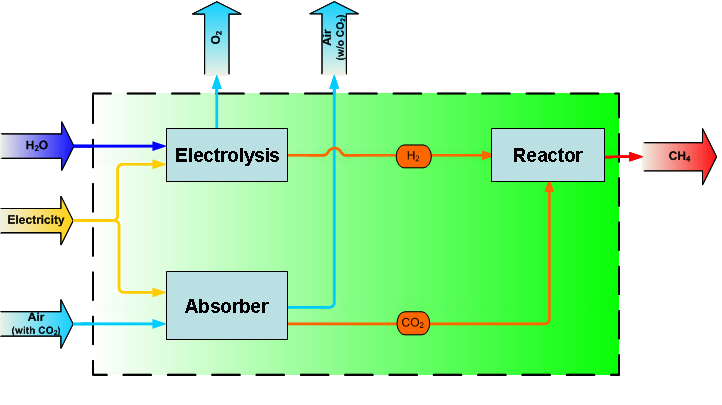 O₂
Air
(w/o CO₂)
H₂O
Electrolysis
H₂
Reactor
CH₄
Electricity
Absorber
Air
(with CO₂)
CO₂